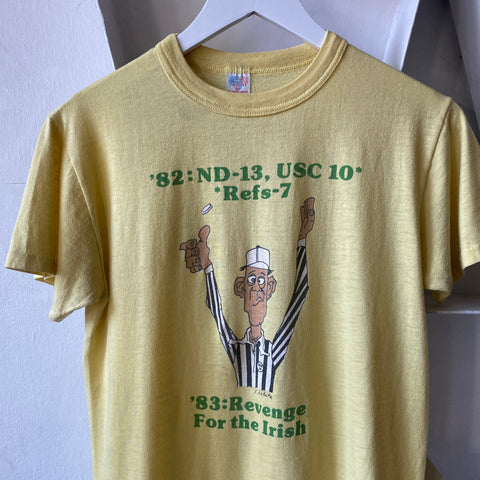 '82: ND-13, USC 10*
*Refs-7
'83: Revenge
For the Irish